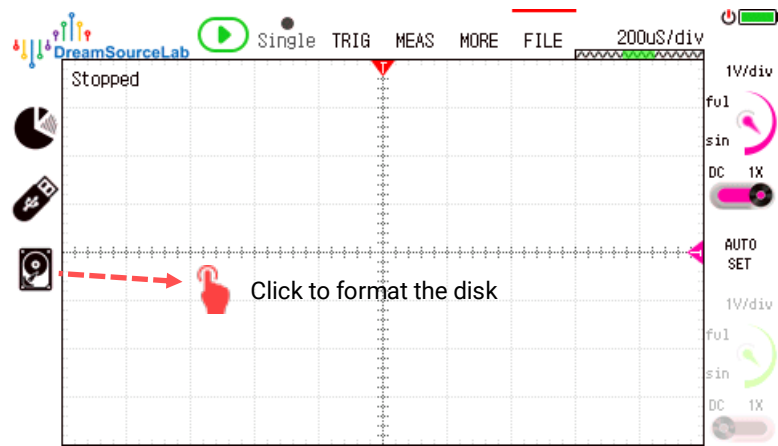 DreamSourceLab
Single TRIG MEAS MORE FILE 200uS/div
T
Stopped
1V/div
ful
sin
DC 1X
AUTO
SET
Click to format the disk
1V/div
ful
sin
DC 1X